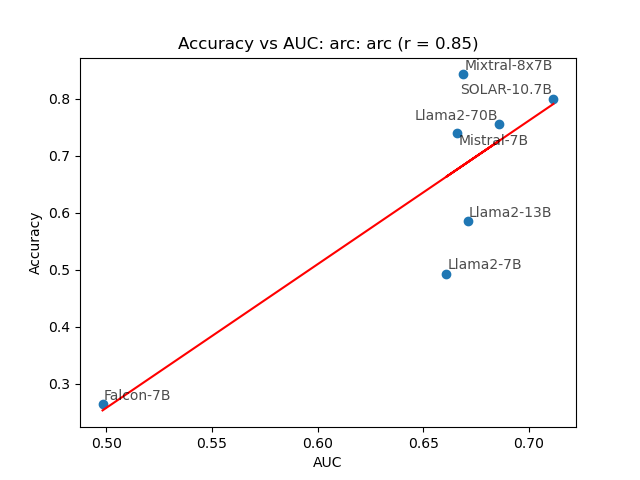 Accuracy vs AUC: arc: arc (r = 0.85)
Mixtral-8x7B
SOLAR-10.7B
Llama2-70B
Mistral-7B
Llama2-13B
Llama2-7B
Falcon-7B
Accuracy
0.8
0.7
0.6
0.5
0.4
0.3
0.50 0.55 0.60 0.65 0.70
AUC